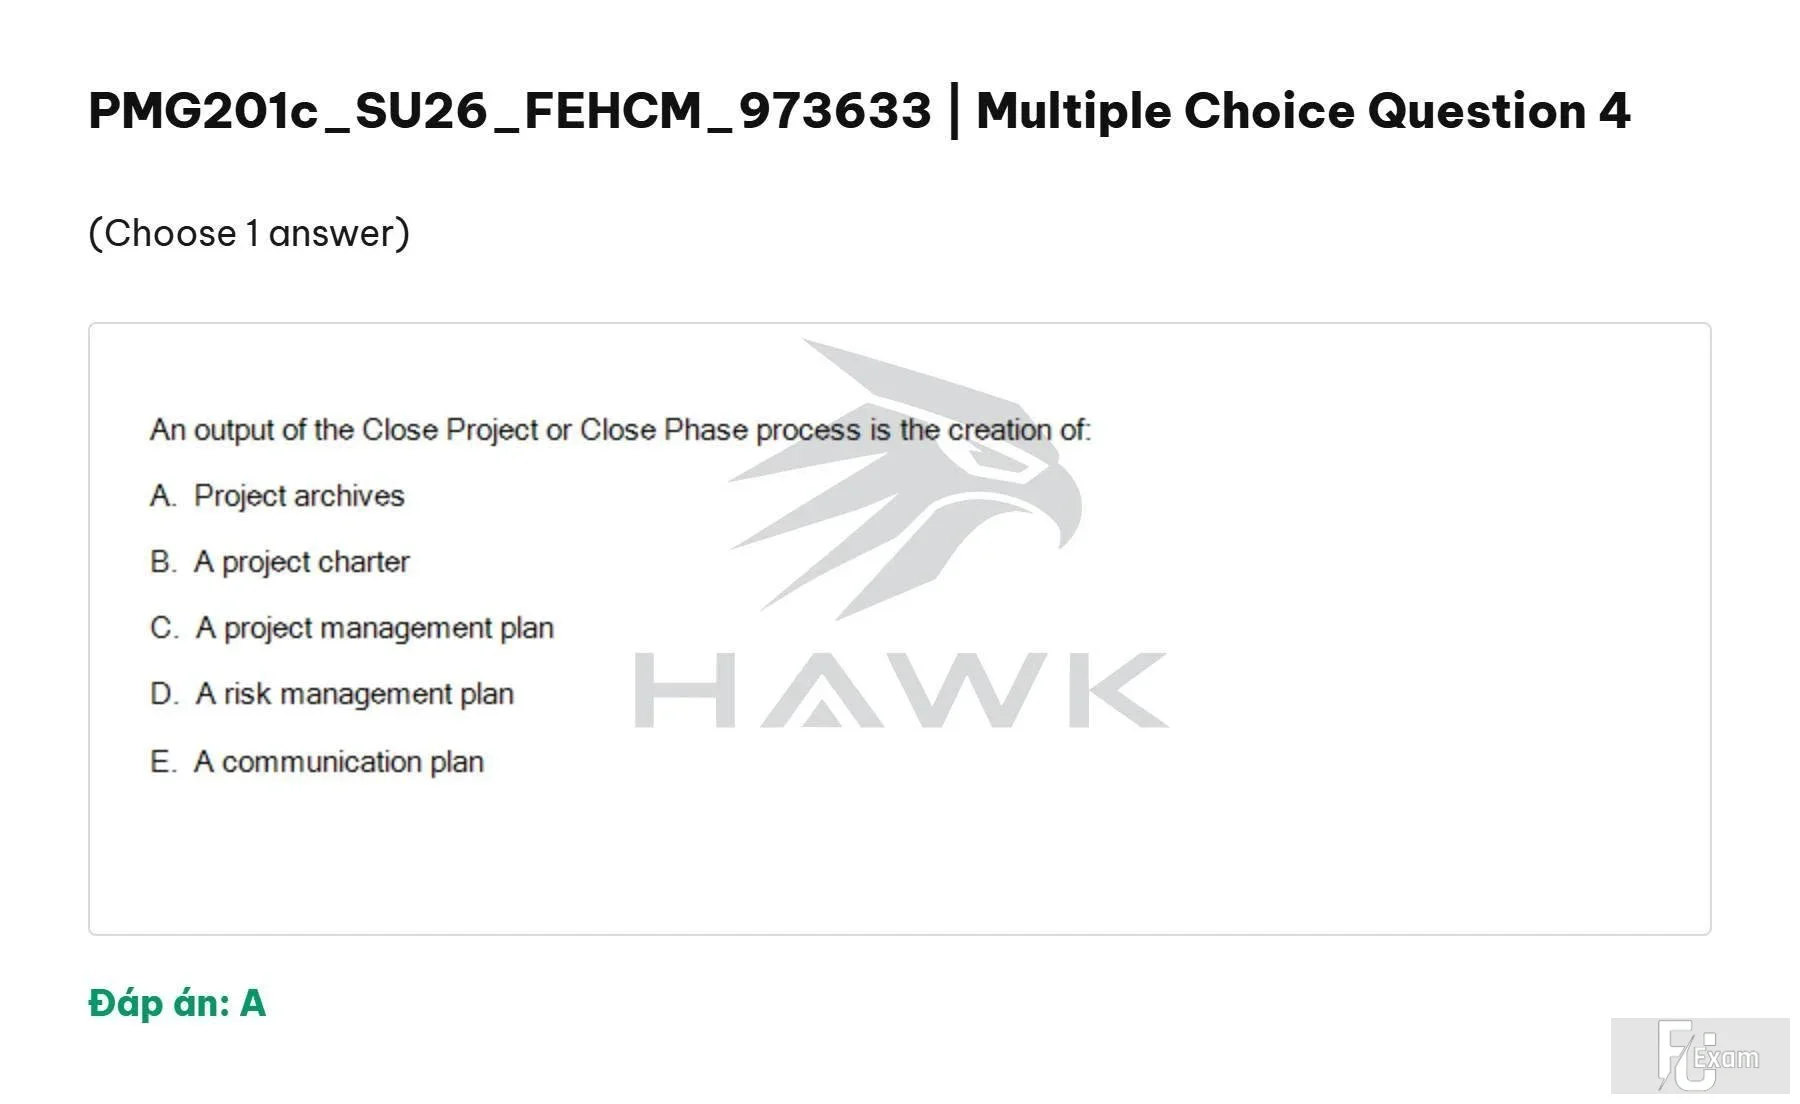 PMG201c_SU26_FEHCM_973633 | Multiple Choice Question 4
(Choose 1 answer)
An output of the Close Project or Close Phase process is the creation of:
A. Project archives
B. A project charter
C. A project management plan
D. A risk management plan
E. A communication plan
HAWK
Đáp án: A
FU Exam